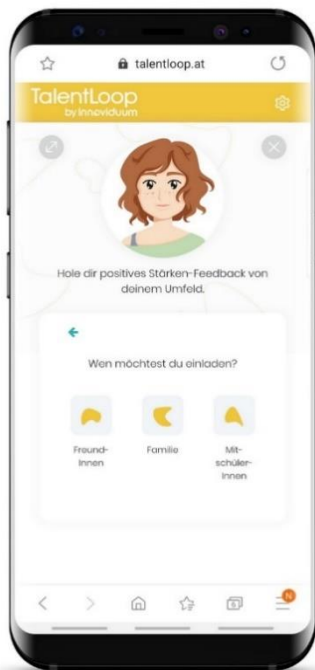 talentloop.at
TalentLoop
by Innoviduum
Hole dir positives Stärken-Feedback von
deinem Umfeld.
Wen möchtest du einladen?
Freund-
Innen
Familie
Mit-
schüler-
Innen
6
N